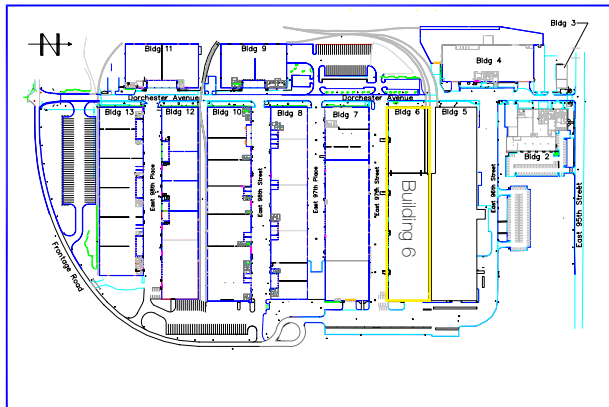 Bldg 3
N
Bldg 11
Bldg 9
Bldg 4
Dorchester Avenue
Dorchester Avenue
Bldg 13
Bldg 12
Bldg 10
Bldg 8
Bldg 7
Bldg 6
Bldg 5
Bldg 2
East 98th Place
East 98th Street
East 97th Place
East 97th Street
East 96th Street
East 95th Street
Building 6
Frontage Road